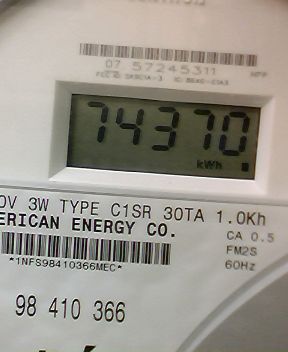 07 57245311
74370
kWh
0V 3W TYPE C1SR 30TA 1.0Kh
ERICAN ENERGY CO.
CA 0.5
FM2S
60Hz
*1NFS98410366MEC*
98 410 366